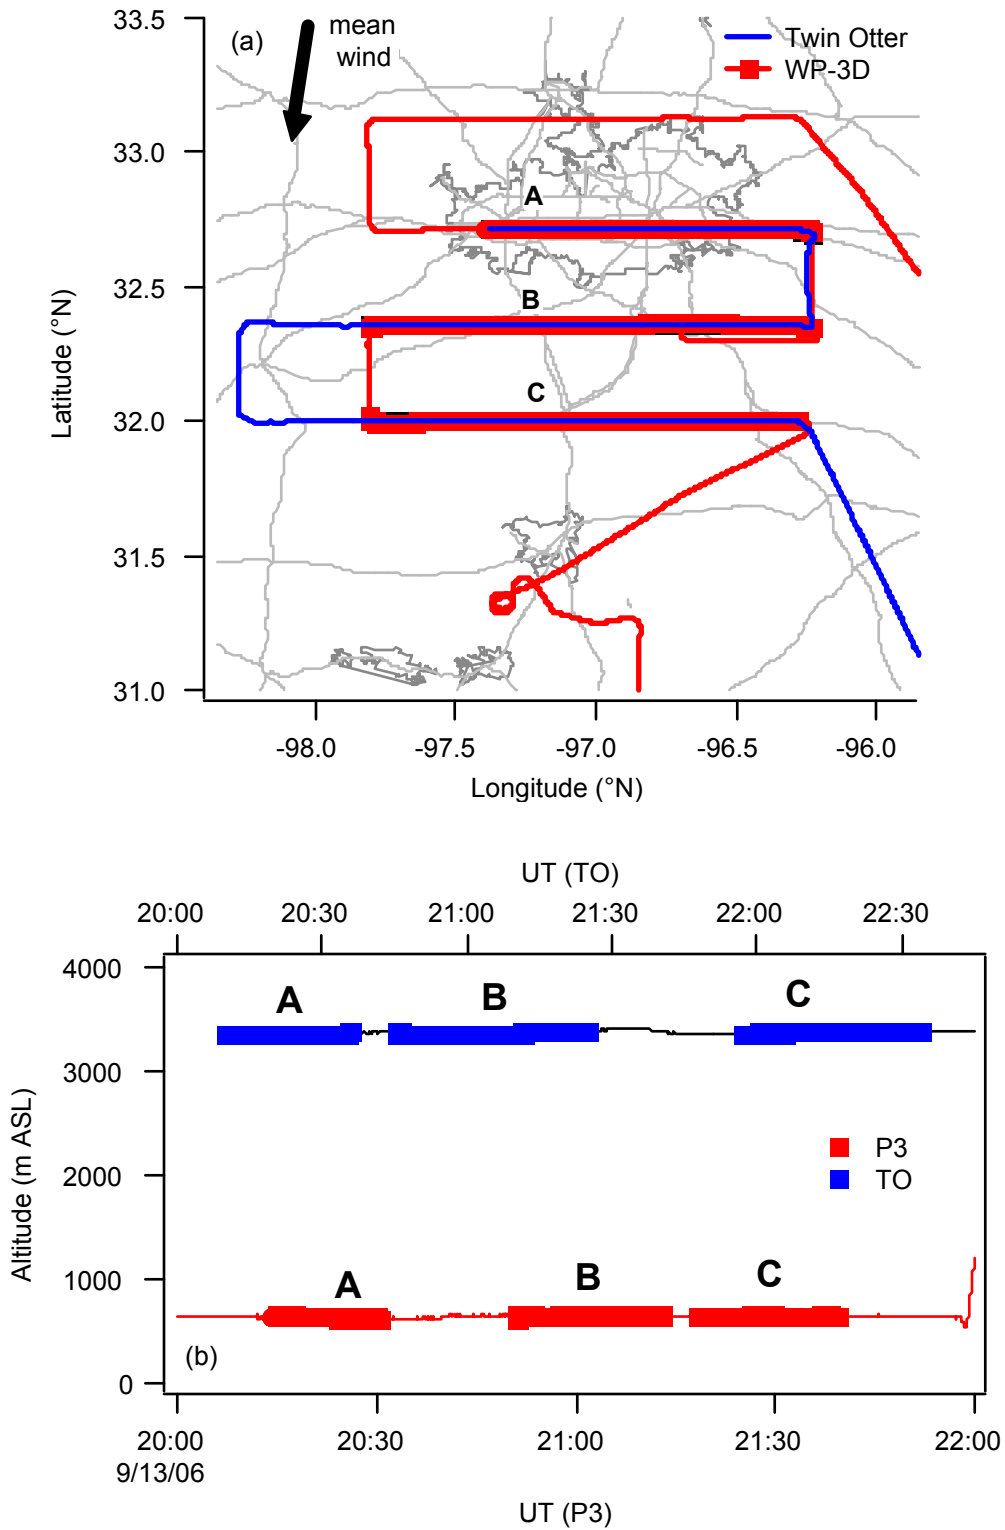 33.5
(a)
mean
wind
Twin Otter
WP-3D
33.0
A
32.5
B
C
32.0
31.5
31.0
Latitude (°N)
-98.0 -97.5 -97.0 -96.5 -96.0
Longitude (°N)
UT (TO)
20:00 20:30 21:00 21:30 22:00 22:30
4000
A B C
3000
P3
2000
TO
Altitude (m ASL)
1000
A B C
(b)
0
20:00 20:30 21:00 21:30 22:00
9/13/06
UT (P3)